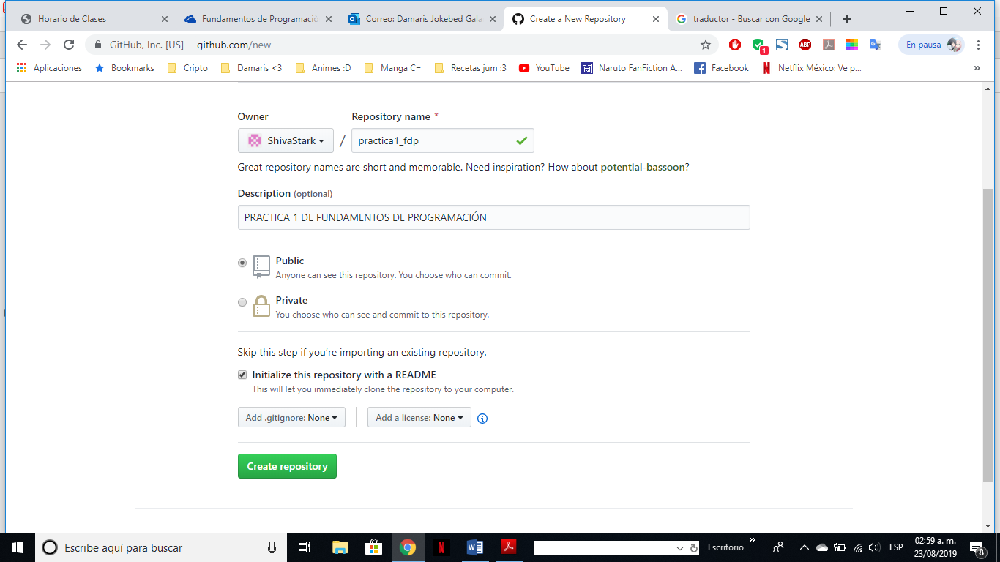 Horario de Clases
Fundamentos de Programació
Correo: Damaris Jokebed Gala
Create a New Repository
traductor - Buscar con Google
GitHub, Inc. [US] | github.com/new
1
ABP
En pausa
Aplicaciones
Bookmarks
Cripto
Damaris <3
Animes :D
Manga C=
Recetas jum :3
YouTube
Naruto FanFiction A...
Facebook
Netflix México: Ve p...
»
Owner
Repository name *
ShivaStark / practica1_fdp
Great repository names are short and memorable. Need inspiration? How about potential-bassoon?
Description (optional)
PRACTICA 1 DE FUNDAMENTOS DE PROGRAMACIÓN
Public
Anyone can see this repository. You choose who can commit.
Private
You choose who can see and commit to this repository.
Skip this step if you’re importing an existing repository.
Initialize this repository with a README
This will let you immediately clone the repository to your computer.
Add .gitignore: None
Add a license: None
Create repository
Escribe aquí para buscar
Escritorio
»
ESP
02:59 a. m.
23/08/2019
8